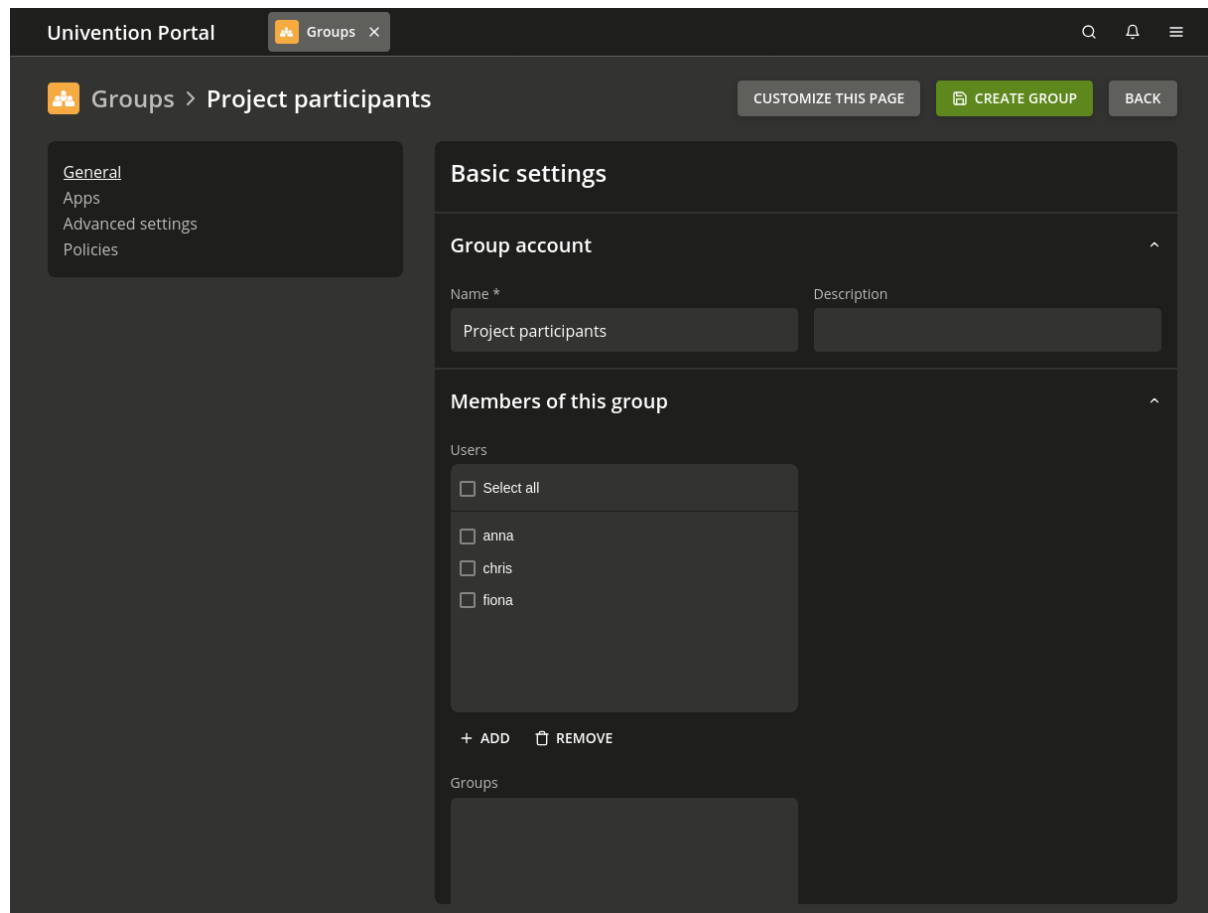 Univention Portal
Groups
Groups > Project participants
CUSTOMIZE THIS PAGE
CREATE GROUP
BACK
General
Apps
Advanced settings
Policies
Basic settings
Group account
Name *
Description
Project participants
Members of this group
Users
Select all
anna
chris
fiona
+ ADD
REMOVE
Groups